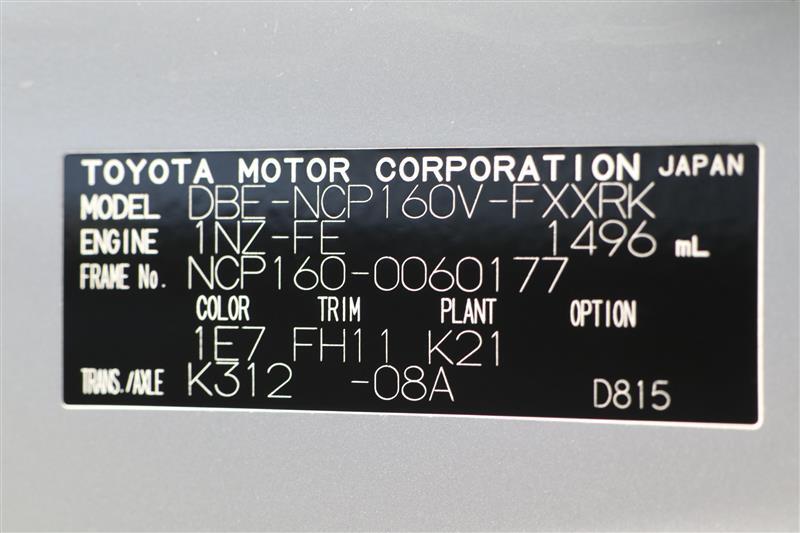 TOYOTA MOTOR CORPORATION JAPAN
MODEL DBE-NCP160V-FXXRK
ENGINE 1NZ-FE 1496 mL
FRAME No. NCP160-0060177
COLOR TRIM PLANT OPTION
1E7 FH11 K21
TRANS./AXLE K312 -08A D815